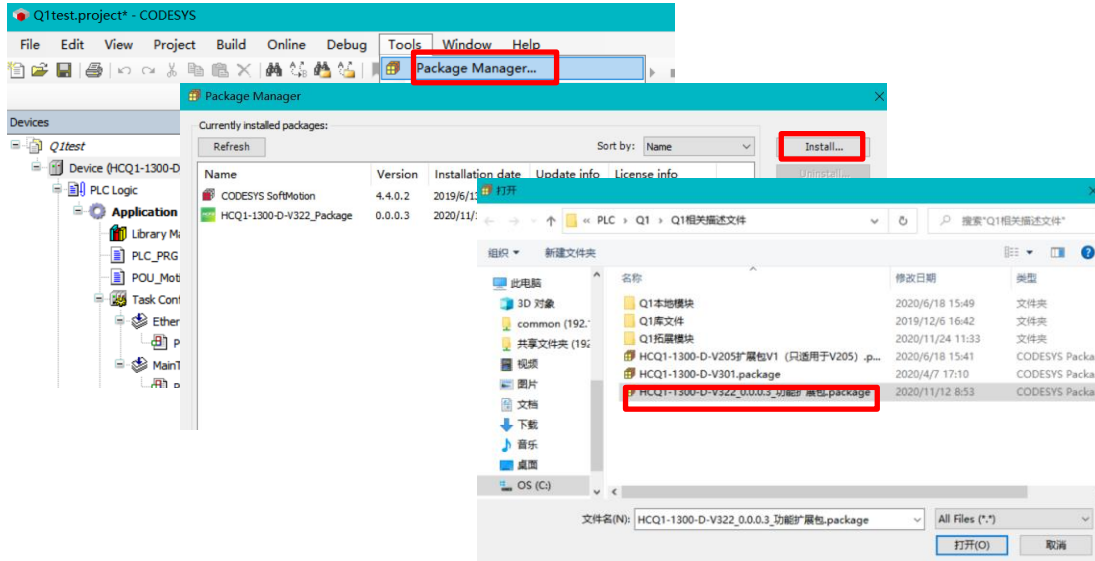 Q1test.project* - CODESYS
File Edit View Project Build Online Debug Tools Window Help
Package Manager...
Package Manager
Devices
Currently installed packages:
Q1test
Refresh
Sort by: Name
Install...
Device (HCQ1-1300-D
Name Version Installation date Update info License info
Uninstall...
PLC Logic
CODESYS SoftMotion 4.4.0.2
打开
Application
HCQ1-1300-D-V322_Package 0.0.0.3 2020/11/
« PLC › Q1 › Q1相关描述文件
搜索"Q1相关描述文件"
Library Ma
PLC_PRG
组织 新建文件夹
POU_Mot
此电脑
名称 修改日期 类型
Task Conf
3D 对象
Q1本地模块 2020/6/18 15:49 文件夹
Ether
common (192.
Q1库文件 2019/12/6 16:42 文件夹
P
共享文件夹 (192
Q1拓展模块 2020/11/24 11:33 文件夹
MainT
视频
HCQ1-1300-D-V205扩展包V1（只适用于V205）.p... 2020/6/18 15:41 CODESYS Packa
图片
HCQ1-1300-D-V301.package 2020/4/7 17:10 CODESYS Packa
文档
HCQ1-1300-D-V322_0.0.0.3_功能扩展包.package 2020/11/12 8:53 CODESYS Packa
下载
音乐
桌面
OS (C:)
文件名(N): HCQ1-1300-D-V322_0.0.0.3_功能扩展包.package All Files (*.*)
打开(O) 取消